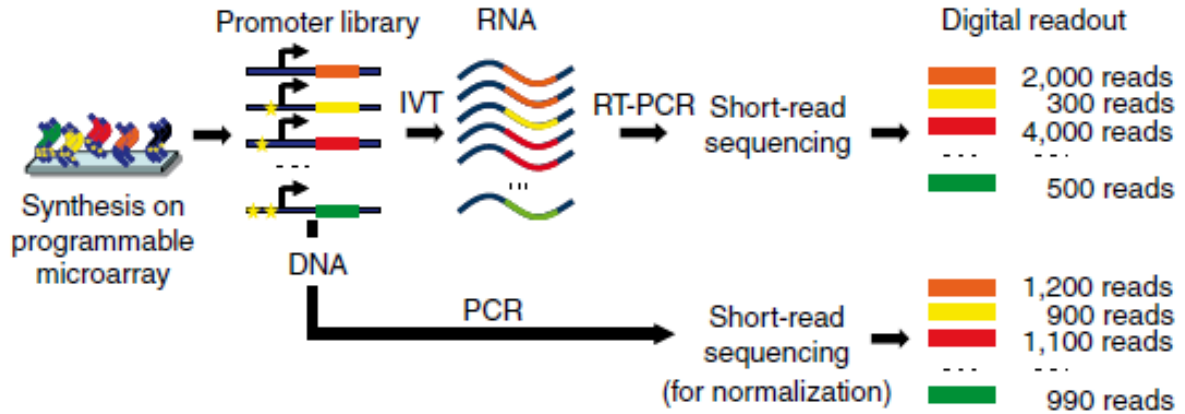 Promoter library
RNA
Digital readout
IVT
RT-PCR
Short-read
sequencing
2,000 reads
300 reads
4,000 reads
500 reads
Synthesis on
programmable
microarray
DNA
PCR
Short-read
sequencing
(for normalization)
1,200 reads
900 reads
1,100 reads
990 reads